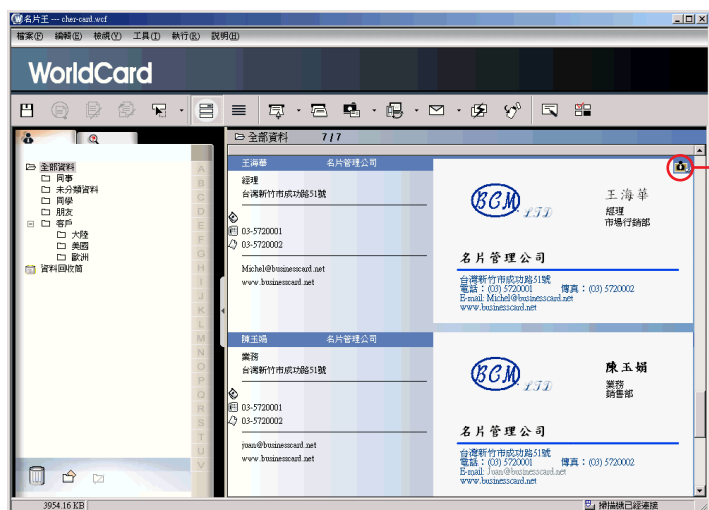 名片王 --- cher-card.wcf
檔案(F) 編輯(E) 檢視(V) 工具(T) 執行(R) 說明(H)
WorldCard
全部資料 7 / 7
全部資料
同事
未分類資料
同學
朋友
客戶
大陸
美國
歐洲
資料回收筒
A
B
C
D
E
F
G
H
I
J
K
L
M
N
O
P
Q
R
S
T
U
V
王海華 名片管理公司
經理
台灣新竹市成功路51號
03-5720001
03-5720002
Michel@businesscard.net
www.businesscard.net
BCM LTD
王海華
經理
市場行銷部
名片管理公司
台灣新竹市成功路51號
電話：(03) 5720001 傳真：(03) 5720002
E-mail: Michel@businesscard.net
www.businesscard.net
陳玉娟 名片管理公司
業務
台灣新竹市成功路51號
03-5720001
03-5720002
juan@businesscard.net
www.businesscard.net
BCM LTD
陳玉娟
業務
銷售部
名片管理公司
台灣新竹市成功路51號
電話：(03) 5720001 傳真：(03) 5720002
E-mail: Juan@businesscard.net
www.businesscard.net
3954.16 KB 掃描機已經連接